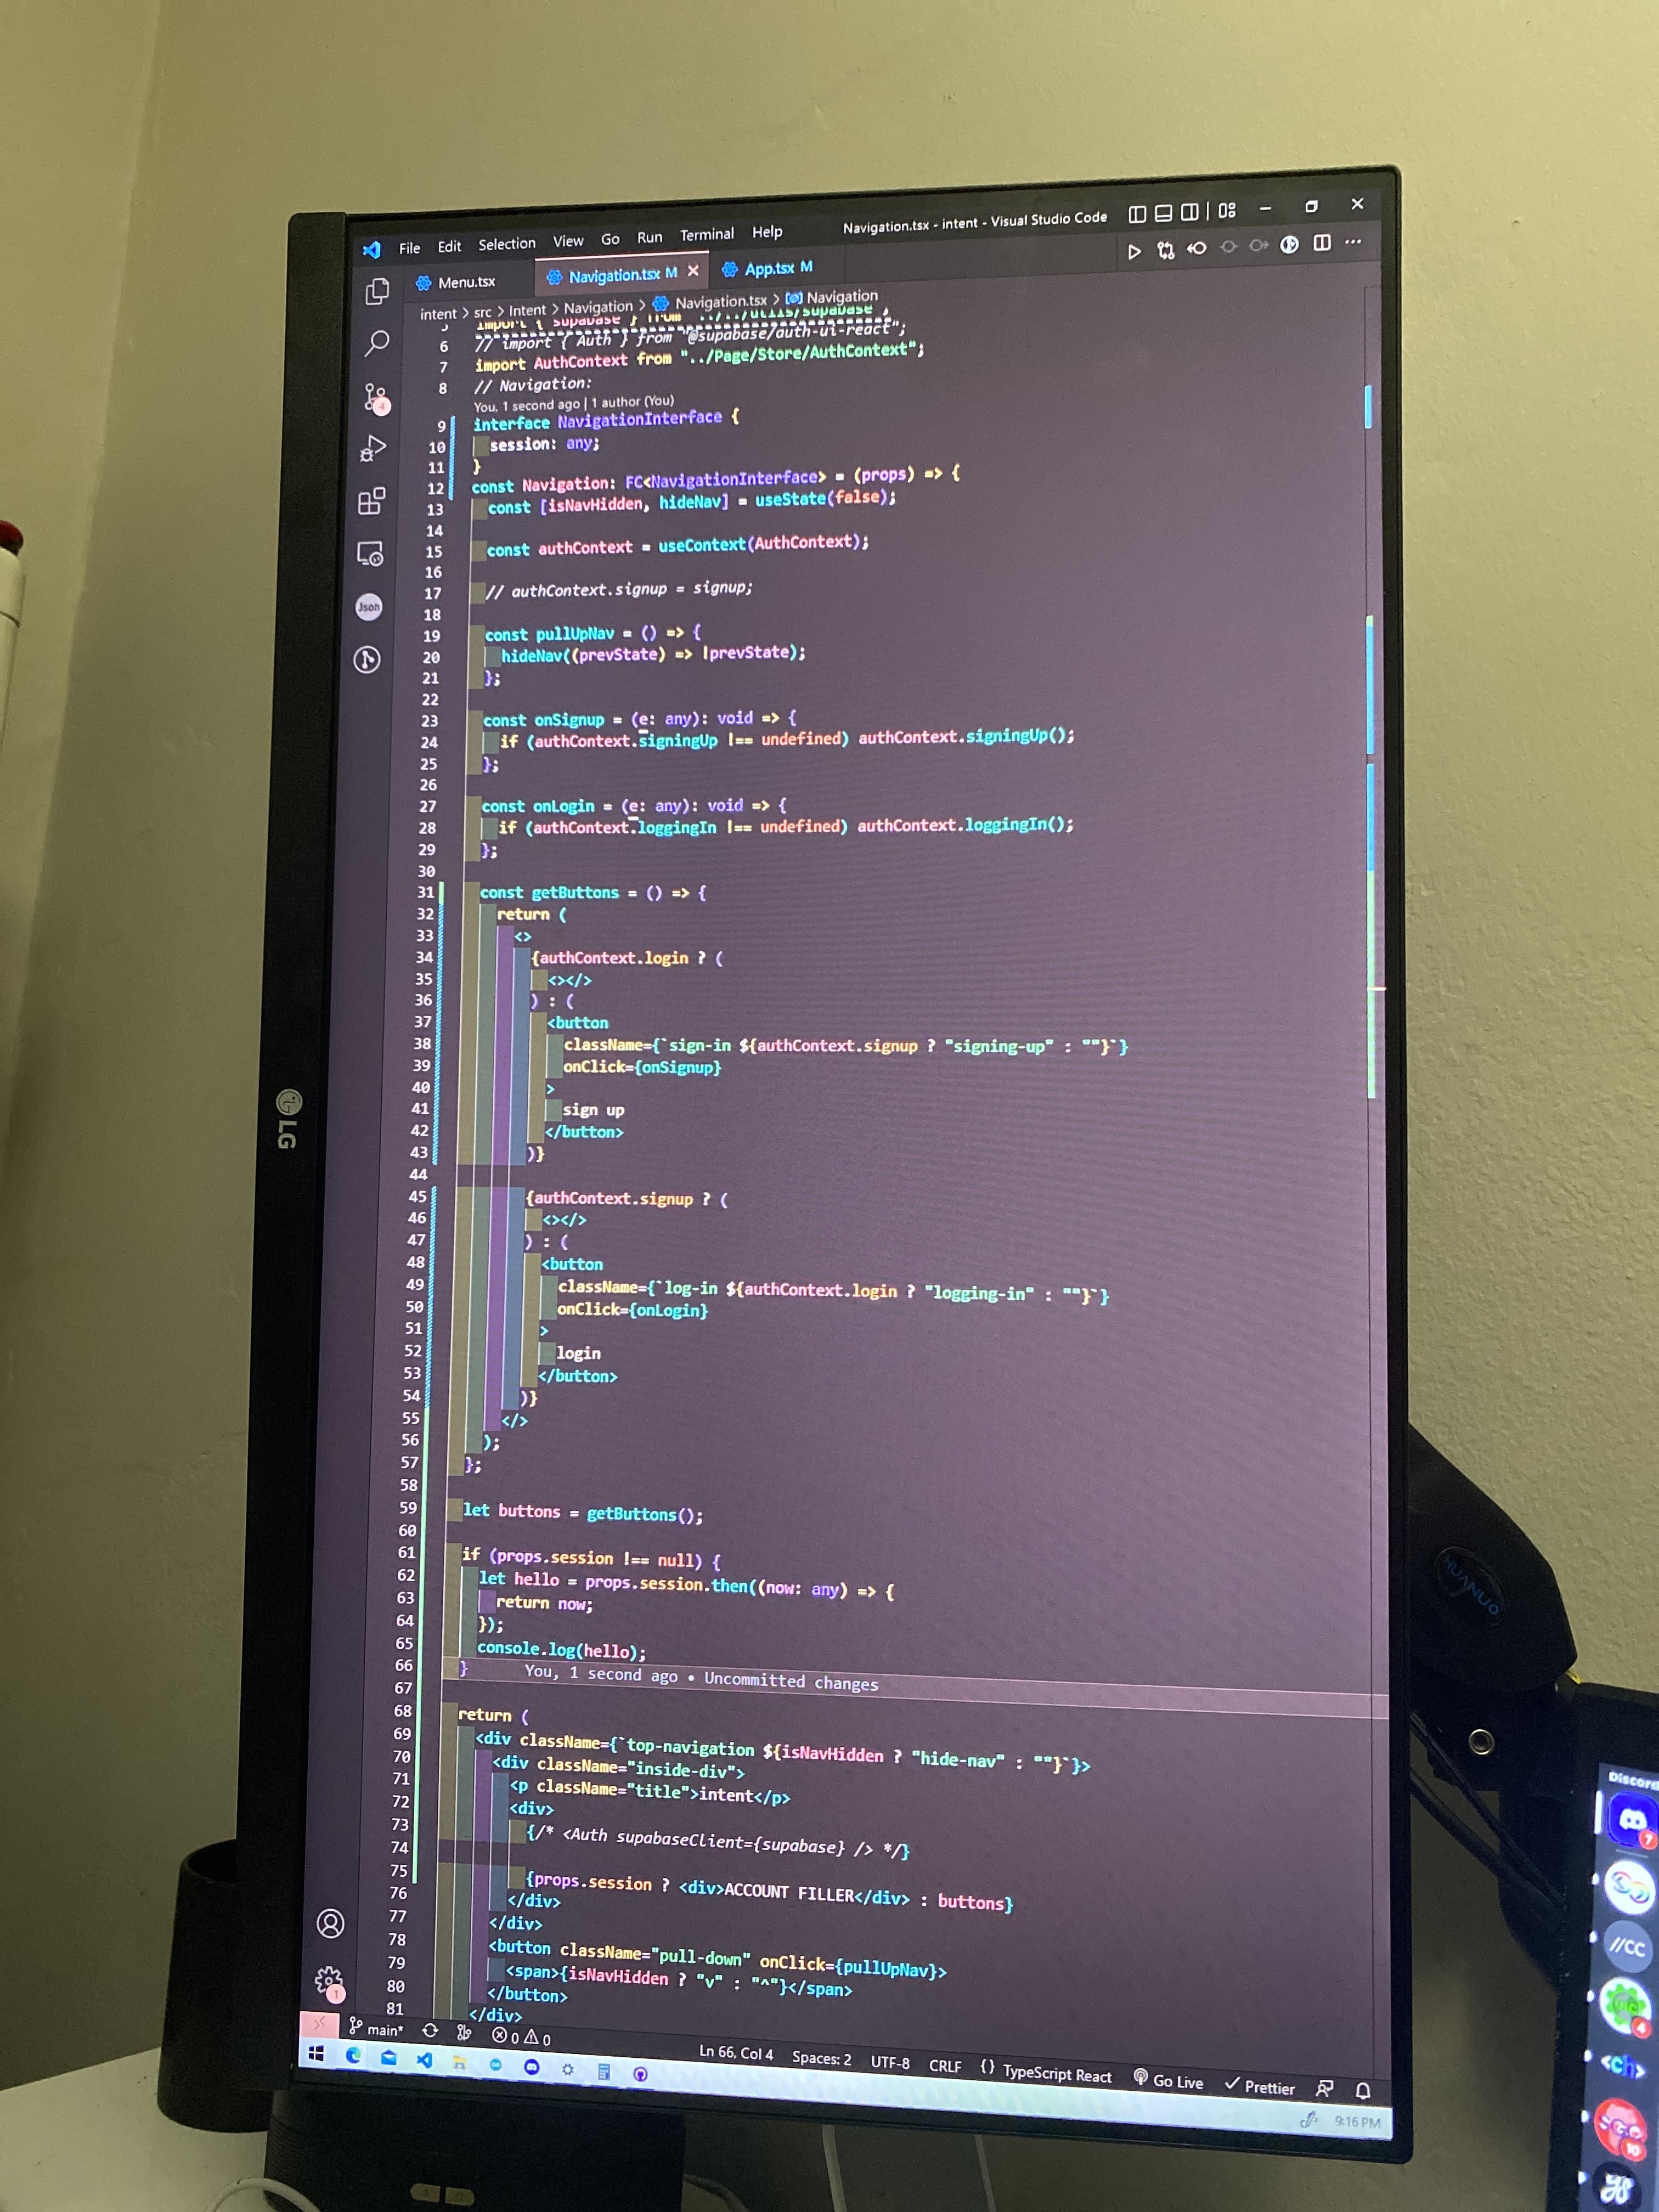 File Edit Selection View Go Run Terminal Help Navigation.tsx - intent - Visual Studio Code
Menu.tsx Navigation.tsx M App.tsx M
intent > src > Intent > Navigation > Navigation.tsx > Navigation
5 import { supabase } from "../../utils/supabase";
6 // import { Auth } from "@supabase/auth-ui-react";
7 import AuthContext from "../Page/Store/AuthContext";
8 // Navigation:
You, 1 second ago | 1 author (You)
9 interface NavigationInterface {
10 session: any;
11 }
12 const Navigation: FC<NavigationInterface> = (props) => {
13 const [isNavHidden, hideNav] = useState(false);
14
15 const authContext = useContext(AuthContext);
16
17 // authContext.signup = signup;
18
19 const pullUpNav = () => {
20 hideNav((prevState) => !prevState);
21 };
22
23 const onSignup = (e: any): void => {
24 if (authContext.signingUp !== undefined) authContext.signingUp();
25 };
26
27 const onLogin = (e: any): void => {
28 if (authContext.loggingIn !== undefined) authContext.loggingIn();
29 };
30
31 const getButtons = () => {
32 return (
33 <>
34 {authContext.login ? (
35 <></>
36 ) : (
37 <button
38 className={`sign-in ${authContext.signup ? "signing-up" : ""}`}
39 onClick={onSignup}
40 >
41 sign up
42 </button>
43 )}
44
45 {authContext.signup ? (
46 <></>
47 ) : (
48 <button
49 className={`log-in ${authContext.login ? "logging-in" : ""}`}
50 onClick={onLogin}
51 >
52 login
53 </button>
54 )}
55 </>
56 );
57 };
58
59 let buttons = getButtons();
60
61 if (props.session !== null) {
62 let hello = props.session.then((now: any) => {
63 return now;
64 });
65 console.log(hello);
66 } You, 1 second ago • Uncommitted changes
67
68 return (
69 <div className={`top-navigation ${isNavHidden ? "hide-nav" : ""}`}>
70 <div className="inside-div">
71 <p className="title">intent</p>
72 <div>
73 {/* <Auth supabaseClient={supabase} /> */}
74
75 {props.session ? <div>ACCOUNT FILLER</div> : buttons}
76 </div>
77 </div>
78 <button className="pull-down" onClick={pullUpNav}>
79 <span>{isNavHidden ? "v" : "^"}</span>
80 </button>
81 </div>
main* 0 0 Ln 66, Col 4 Spaces: 2 UTF-8 CRLF {} TypeScript React Go Live Prettier
9:16 PM
4
Json
1
LG
HUANUO
Discord
7
//CC
4
<ch>
10